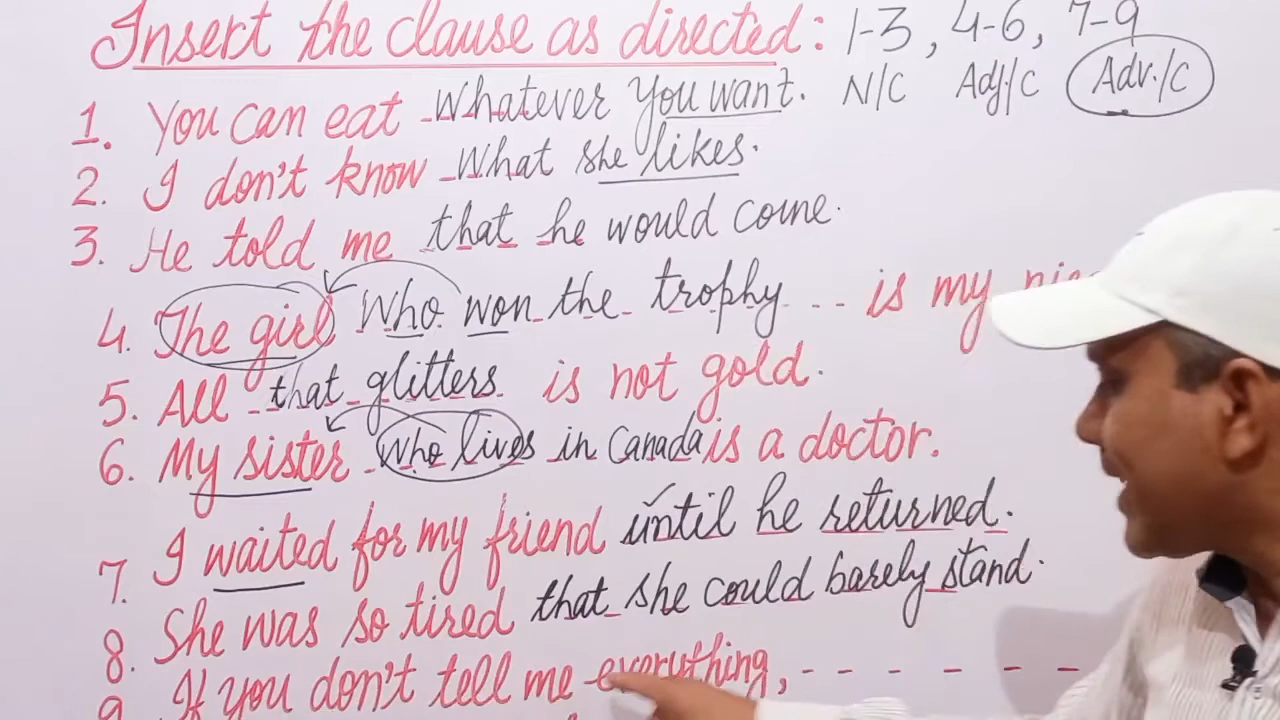 Insert the clause as directed: 1-3, 4-6, 7-9
N/C Adj./C Adv./C
1. You can eat whatever you want.
2. I don't know what she likes.
3. He told me that he would come.
4. The girl who won the trophy is my
5. All that glitters is not gold.
6. My sister who lives in Canada is a doctor.
7. I waited for my friend until he returned.
8. She was so tired that she could barely stand.
9 If you don't tell me everything, - - - - - -